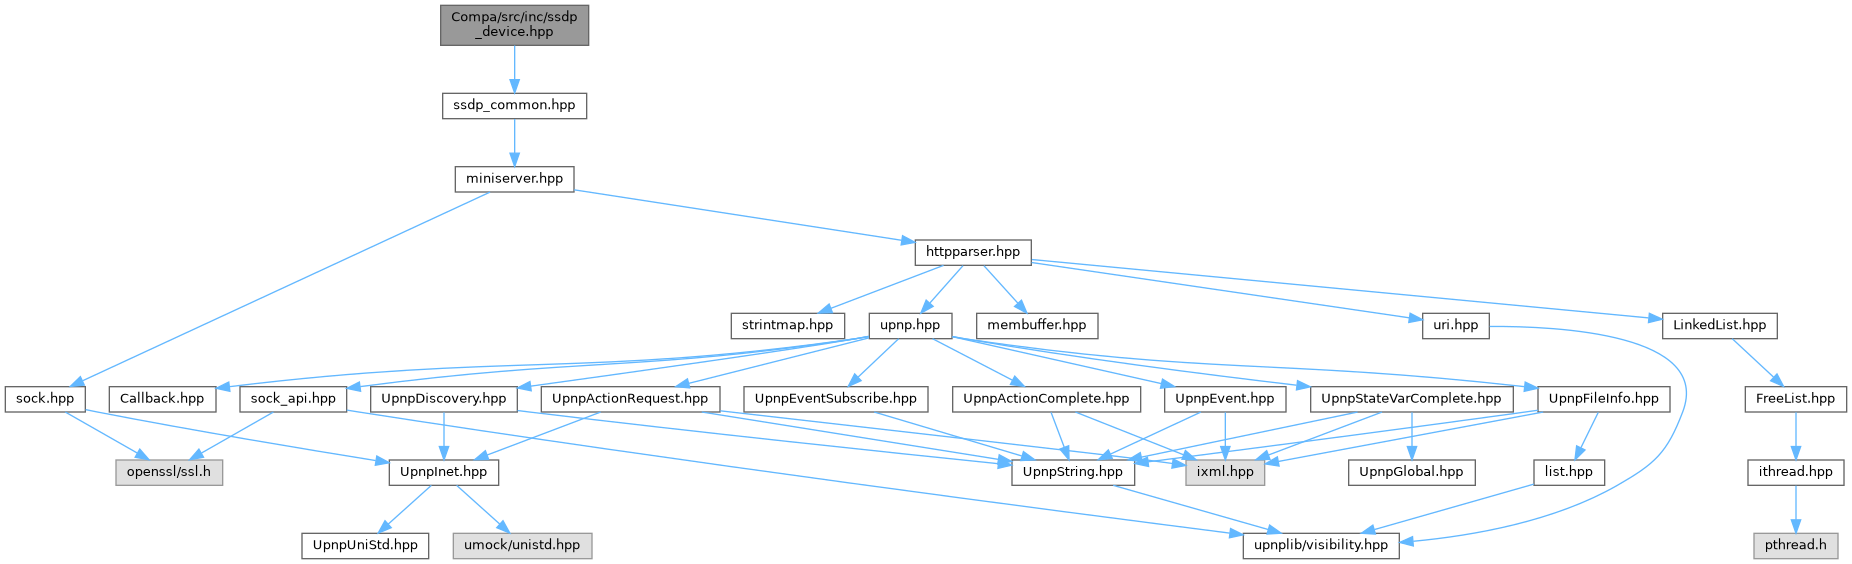 Compa/src/inc/ssdp
_device.hpp
ssdp_common.hpp
miniserver.hpp
httpparser.hpp
strintmap.hpp
upnp.hpp
membuffer.hpp
uri.hpp
LinkedList.hpp
sock.hpp
Callback.hpp
sock_api.hpp
UpnpDiscovery.hpp
UpnpActionRequest.hpp
UpnpEventSubscribe.hpp
UpnpActionComplete.hpp
UpnpEvent.hpp
UpnpStateVarComplete.hpp
UpnpFileInfo.hpp
FreeList.hpp
openssl/ssl.h
UpnpInet.hpp
UpnpString.hpp
ixml.hpp
UpnpGlobal.hpp
list.hpp
ithread.hpp
UpnpUniStd.hpp
umock/unistd.hpp
upnplib/visibility.hpp
pthread.h